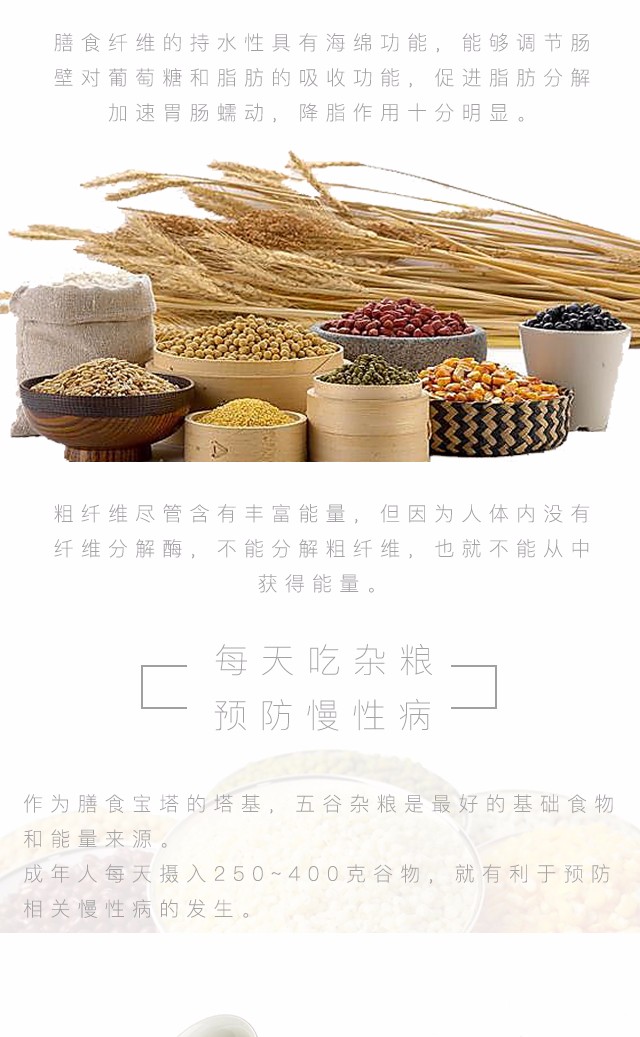 膳食纤维的持水性具有海绵功能，能够调节肠
壁对葡萄糖和脂肪的吸收功能，促进脂肪分解
加速胃肠蠕动，降脂作用十分明显。
粗纤维尽管含有丰富能量，但因为人体内没有
纤维分解酶，不能分解粗纤维，也就不能从中
获得能量。
每天吃杂粮
预防慢性病
作为膳食宝塔的塔基，五谷杂粮是最好的基础食物
和能量来源。
成年人每天摄入250~400克谷物，就有利于预防
相关慢性病的发生。